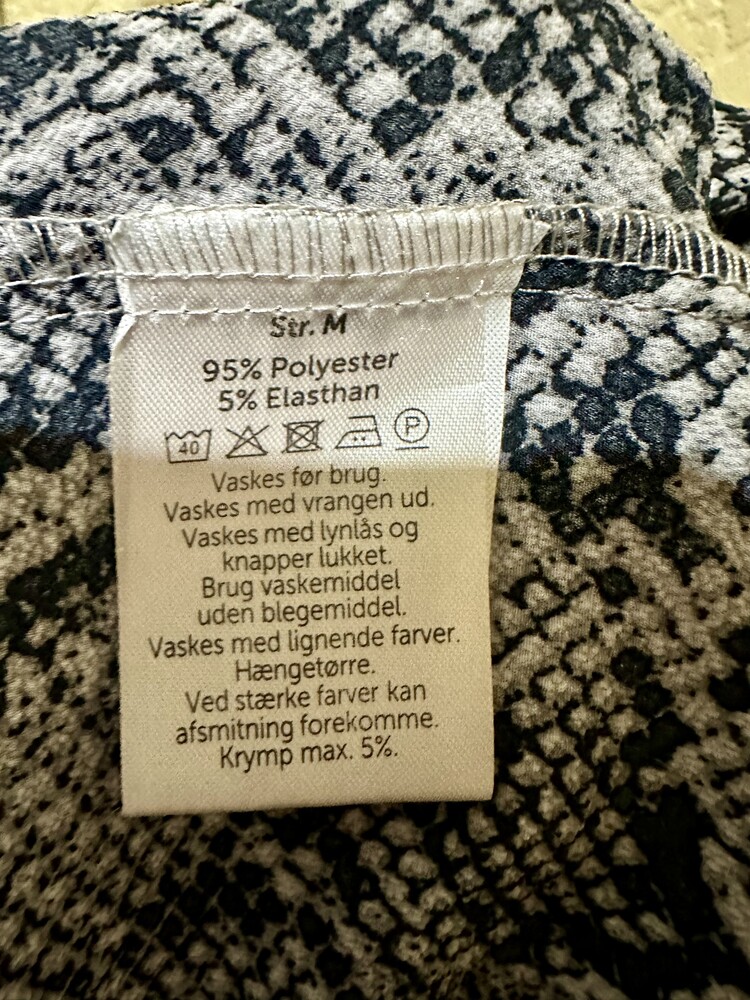 Str. M
95% Polyester
5% Elasthan
40 P
Vaskes før brug.
Vaskes med vrangen ud.
Vaskes med lynlås og
knapper lukket.
Brug vaskemiddel
uden blegemiddel.
Vaskes med lignende farver.
Hængetørre.
Ved stærke farver kan
afsmitning forekomme.
Krymp max. 5%.